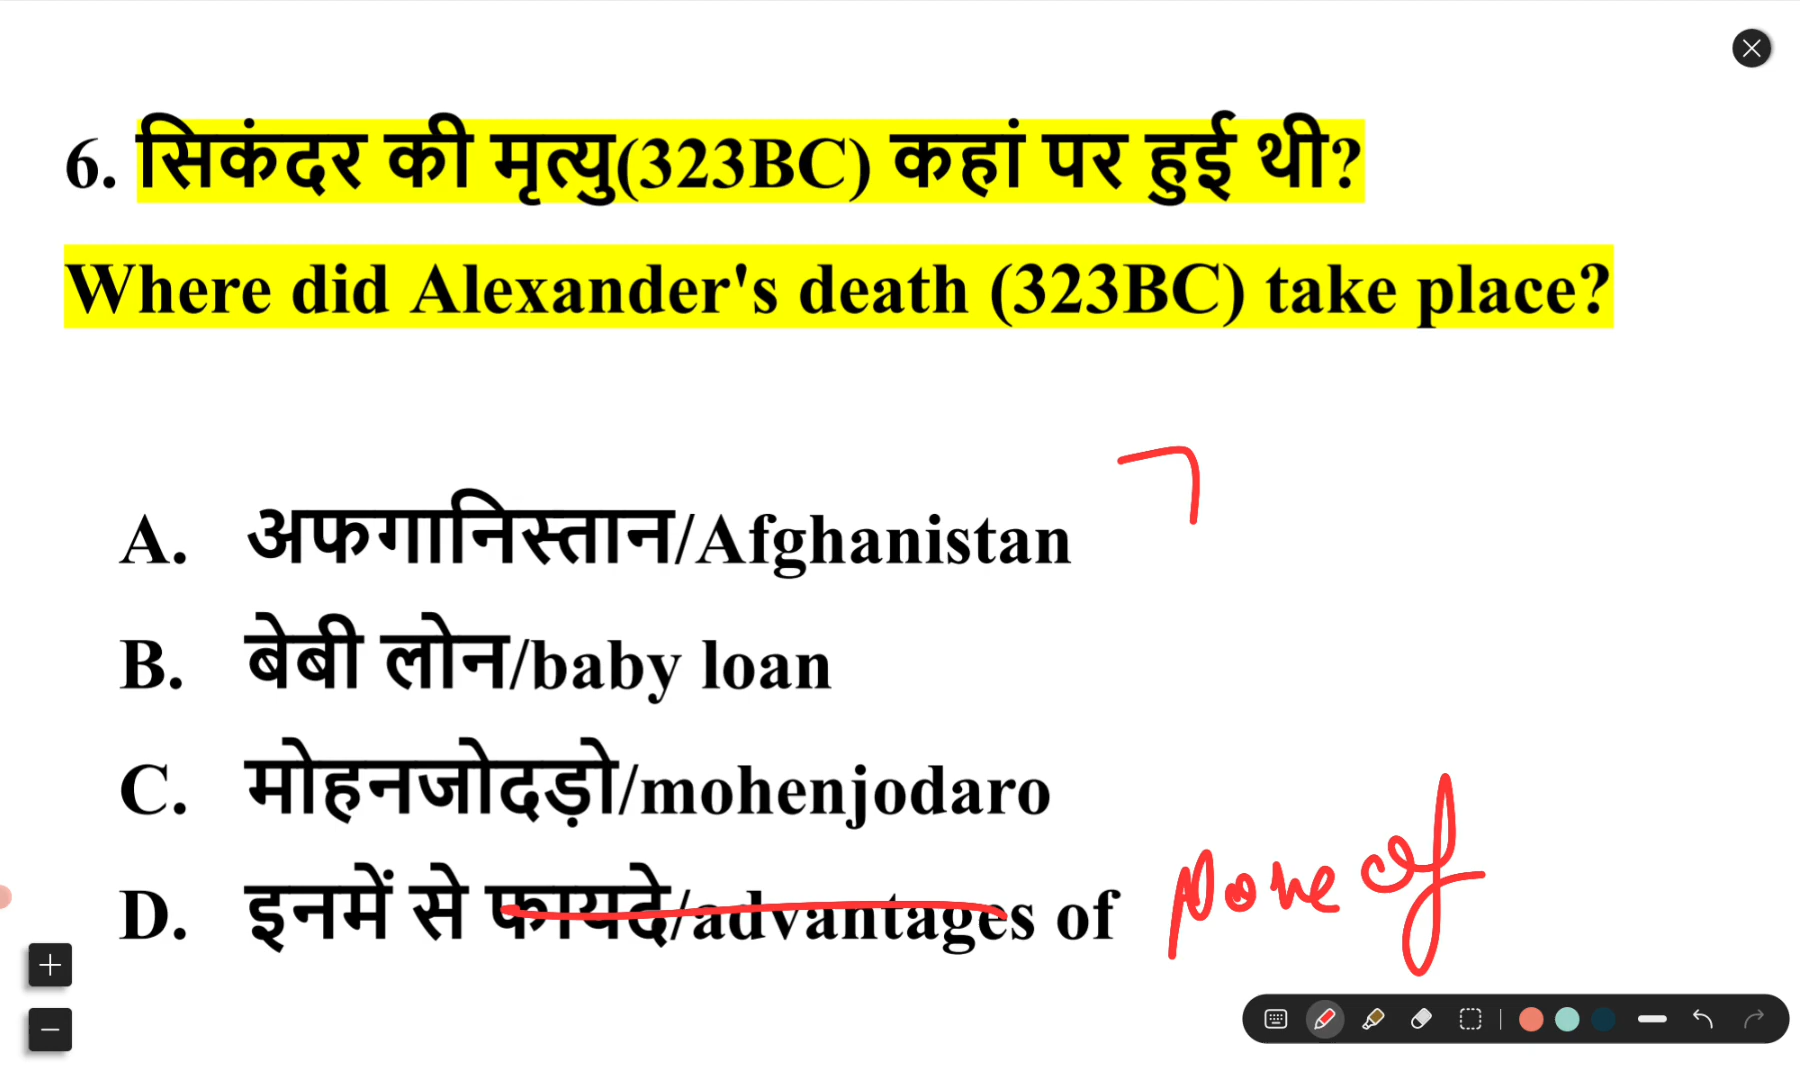 6. सिकंदर की मृत्यु(323BC) कहां पर हुई थी?
Where did Alexander's death (323BC) take place?
A. अफगानिस्तान/Afghanistan
B. बेबी लोन/baby loan
C. मोहनजोदड़ो/mohenjodaro
D. इनमें से फायदे/advantages of None of